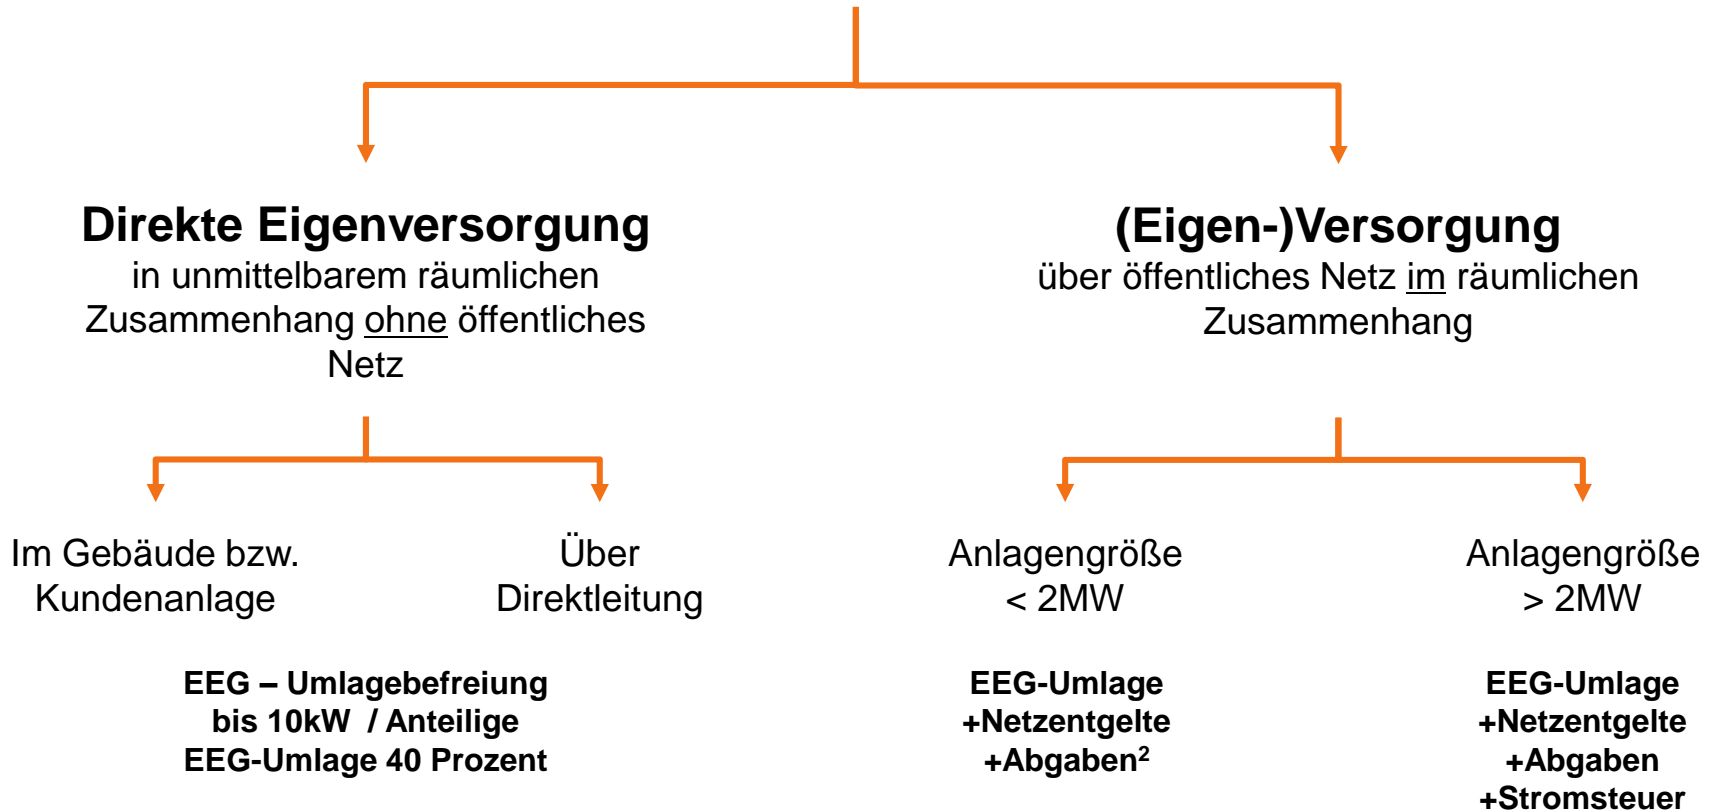 Direkte Eigenversorgung
in unmittelbarem räumlichen
Zusammenhang ohne öffentliches
Netz
(Eigen-)Versorgung
über öffentliches Netz im räumlichen
Zusammenhang
Im Gebäude bzw.
Kundenanlage
Über
Direktleitung
Anlagengröße
< 2MW
Anlagengröße
> 2MW
EEG – Umlagebefreiung
bis 10kW / Anteilige
EEG-Umlage 40 Prozent
EEG-Umlage
+Netzentgelte
+Abgaben²
EEG-Umlage
+Netzentgelte
+Abgaben
+Stromsteuer